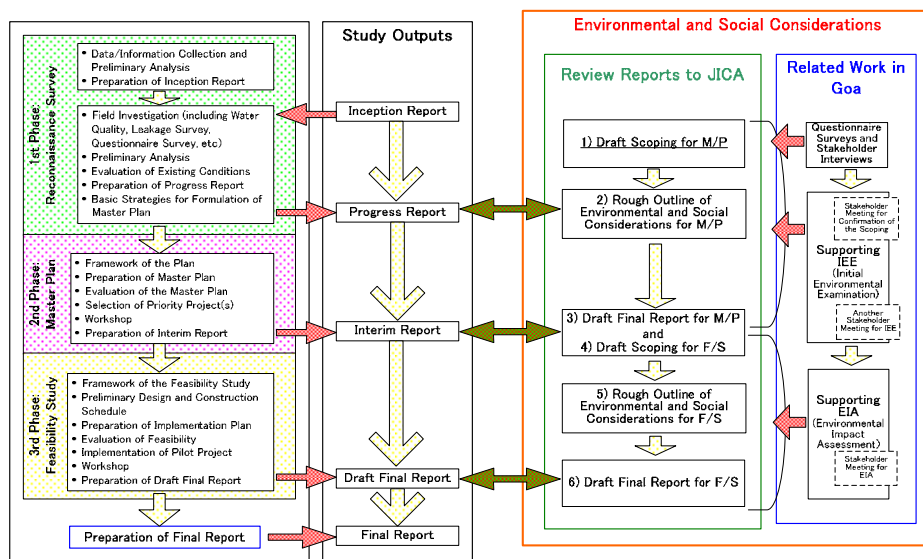 1st Phase:
Reconnaissance Survey
• Data/Information Collection and
Preliminary Analysis
• Preparation of Inception Report
• Field Investigation (including Water
Quality, Leakage Survey,
Questionnaire Survey, etc)
• Preliminary Analysis
• Evaluation of Existing Conditions
• Preparation of Progress Report
• Basic Strategies for Formulation of
Master Plan
2nd Phase:
Master Plan
• Framework of the Plan
• Preparation of Master Plan
• Evaluation of the Master Plan
• Selection of Priority Project(s)
• Workshop
• Preparation of Interim Report
3rd Phase:
Feasibility Study
• Framework of the Feasibility Study
• Preliminary Design and Construction
Schedule
• Preparation of Implementation Plan
• Evaluation of Feasibility
• Implementation of Pilot Project
• Workshop
• Preparation of Draft Final Report
Preparation of Final Report
Study Outputs
Inception Report
Progress Report
Interim Report
Draft Final Report
Final Report
Environmental and Social Considerations
Review Reports to JICA
1) Draft Scoping for M/P
2) Rough Outline of
Environmental and Social
Considerations for M/P
3) Draft Final Report for M/P
and
4) Draft Scoping for F/S
5) Rough Outline of
Environmental and Social
Considerations for F/S
6) Draft Final Report for F/S
Related Work in
Goa
Questionnaire
Surveys and
Stakeholder
Interviews
Stakeholder
Meeting for
Confirmation of
the Scoping
Supporting
IEE
(Initial
Environmental
Examination)
Another
Stakeholder
Meeting for IEE
Supporting
EIA
(Environmental
Impact
Assessment)
Stakeholder
Meeting for
EIA